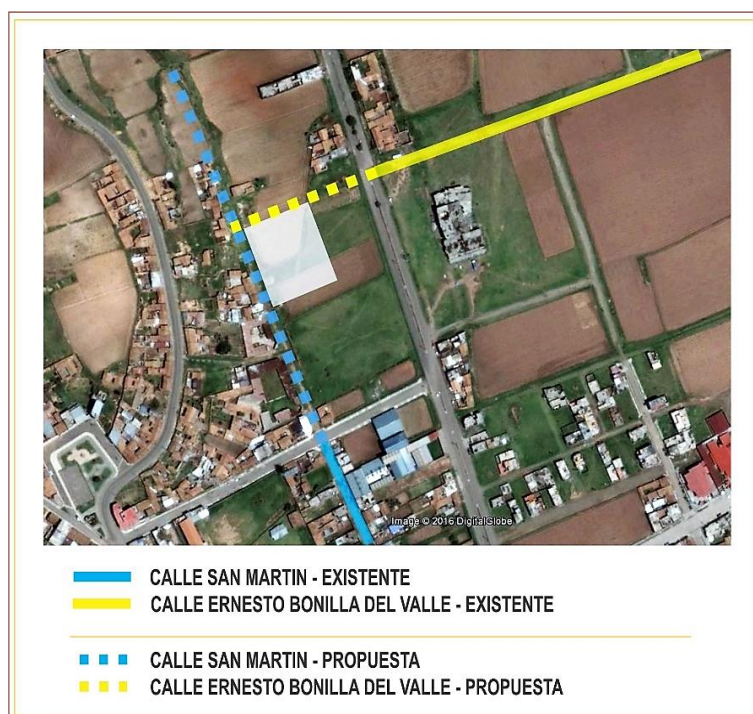 Image © 2016 DigitalGlobe
CALLE SAN MARTIN - EXISTENTE
CALLE ERNESTO BONILLA DEL VALLE - EXISTENTE
CALLE SAN MARTIN - PROPUESTA
CALLE ERNESTO BONILLA DEL VALLE - PROPUESTA